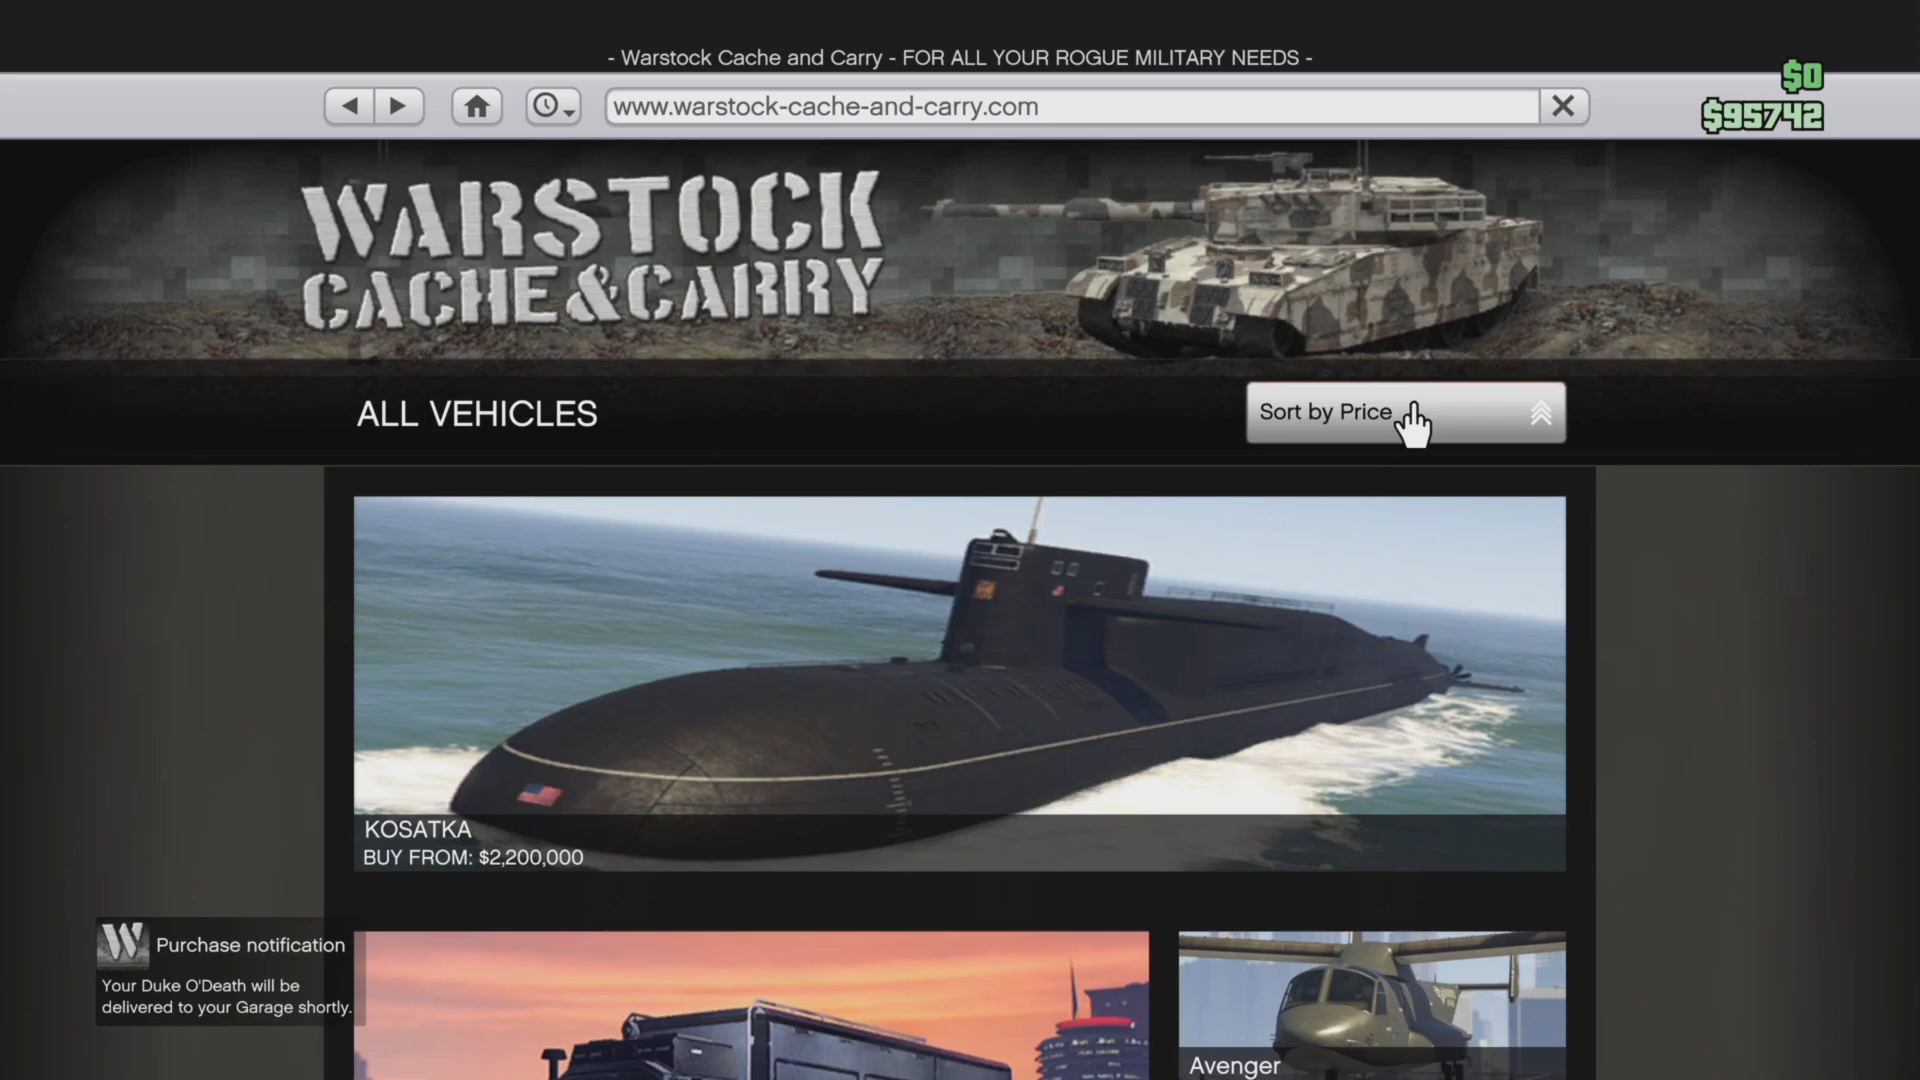 - Warstock Cache and Carry - FOR ALL YOUR ROGUE MILITARY NEEDS -
$0
www.warstock-cache-and-carry.com
$95742
WARSTOCK
CACHE & CARRY
ALL VEHICLES
Sort by Price
KOSATKA
BUY FROM: $2,200,000
W
Purchase notification
Your Duke O'Death will be
delivered to your Garage shortly.
Avenger